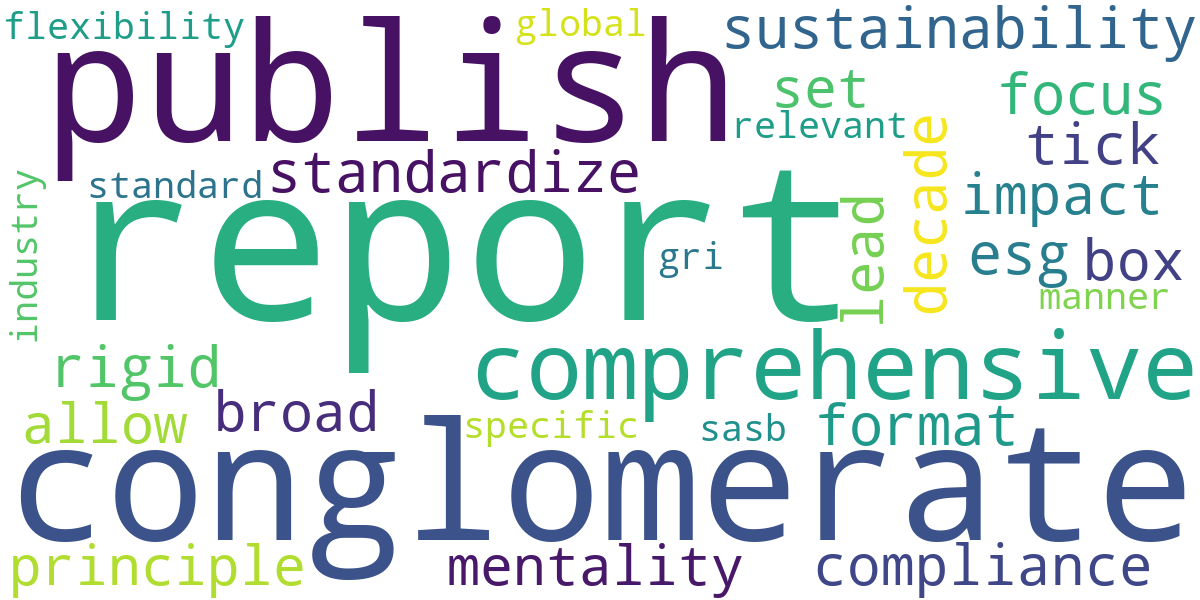 flexibility
global
sustainability
publish
set
focus
relevant
tick
standardize
standard
report
impact
industry
gri
lead
decade
esg
box
manner
comprehensive
rigid
broad
allow
specific
sasb
format
conglomerate
principle
mentality
compliance